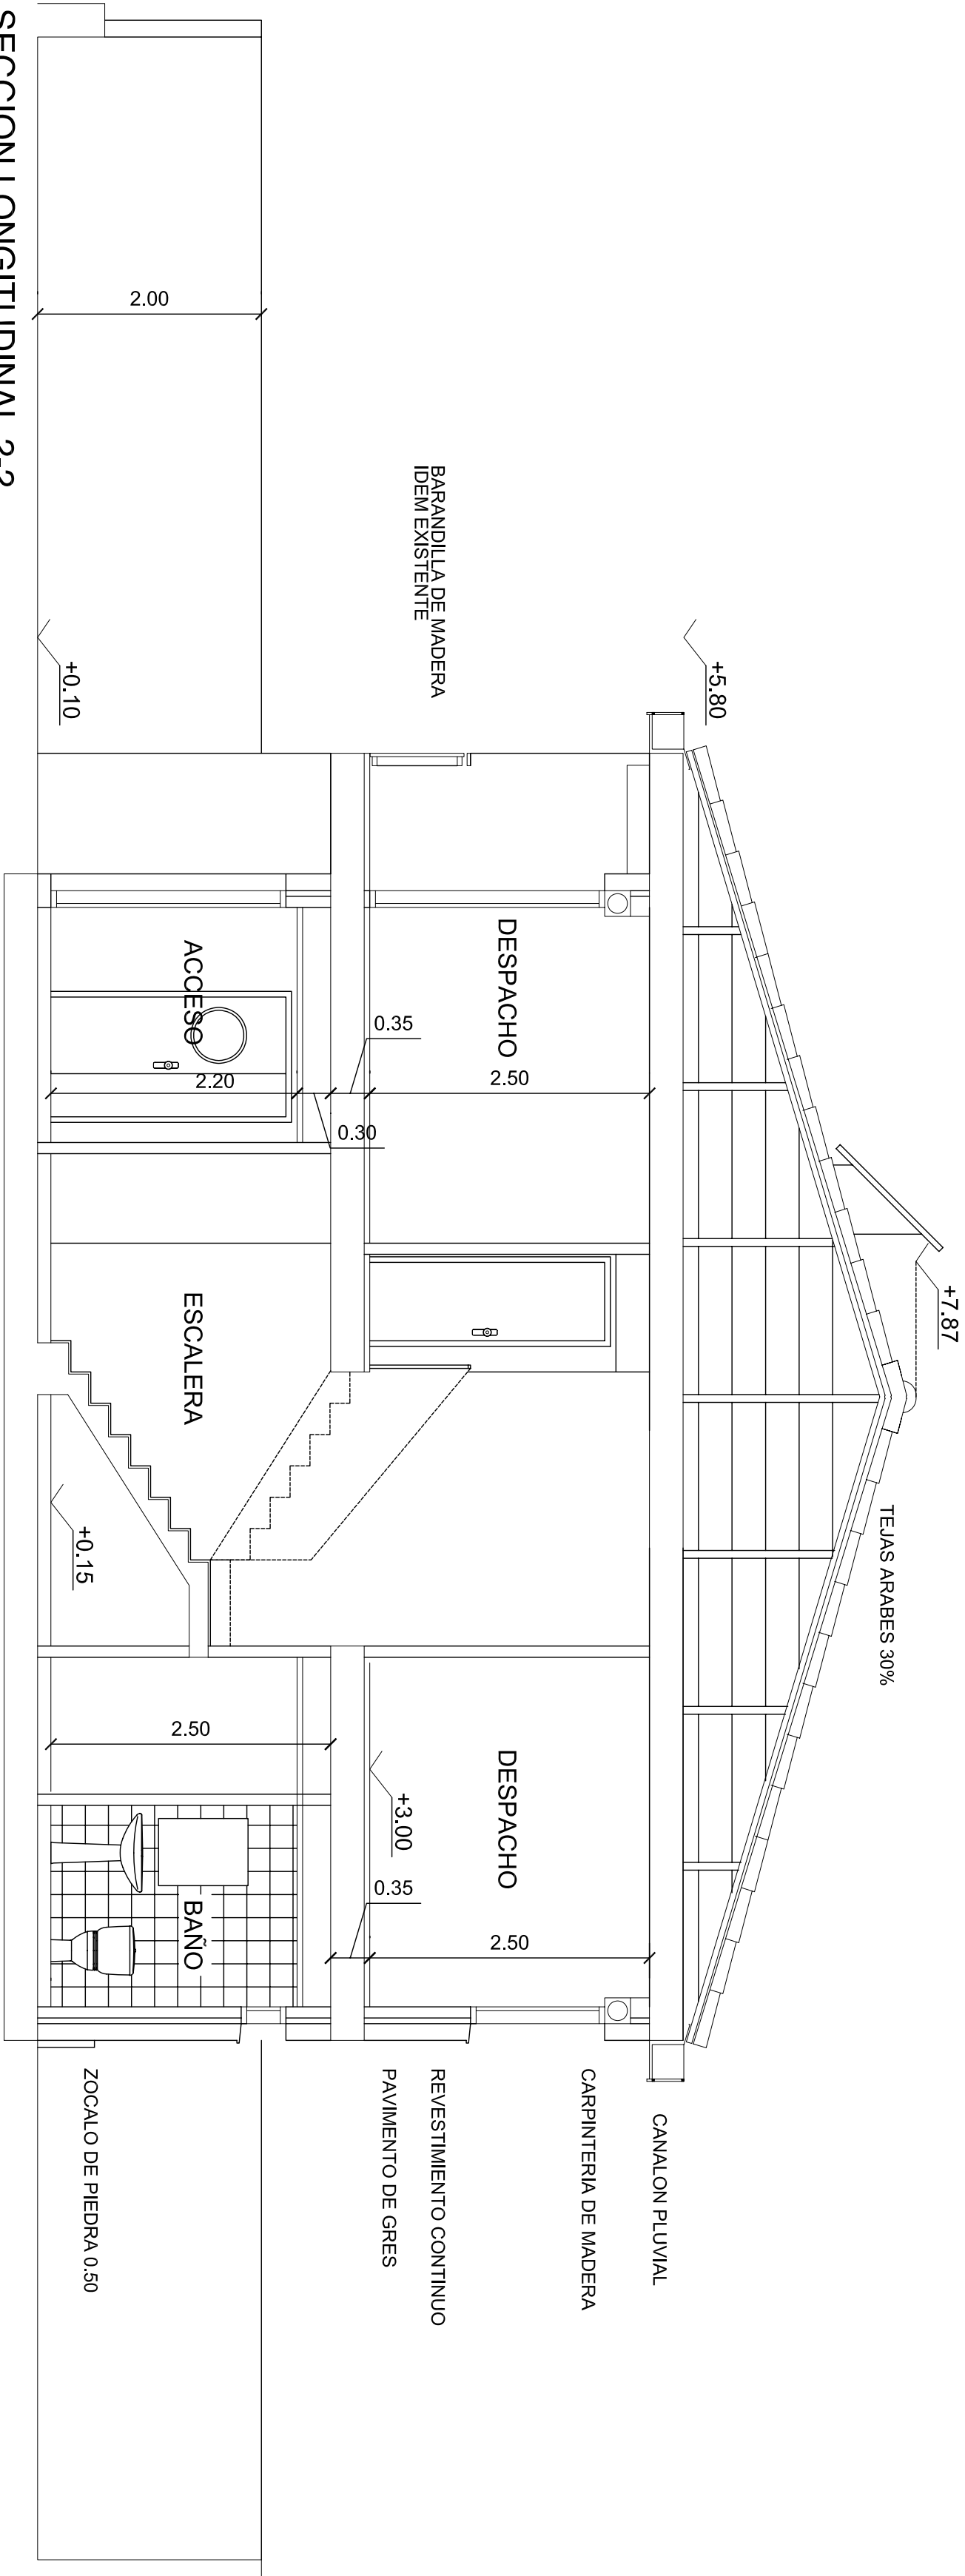 +7.87
TEJAS ARABES 30%
+5.80
CANALON PLUVIAL
CARPINTERIA DE MADERA
BARANDILLA DE MADERA
IDEM EXISTENTE
DESPACHO
DESPACHO
2.50
2.50
REVESTIMIENTO CONTINUO
+3.00
PAVIMENTO DE GRES
0.35
0.35
0.30
ACCESO
ESCALERA
BAÑO
2.20
2.50
2.00
+0.10
+0.15
ZOCALO DE PIEDRA 0.50
SECCION LONGITUDINAL 2-2